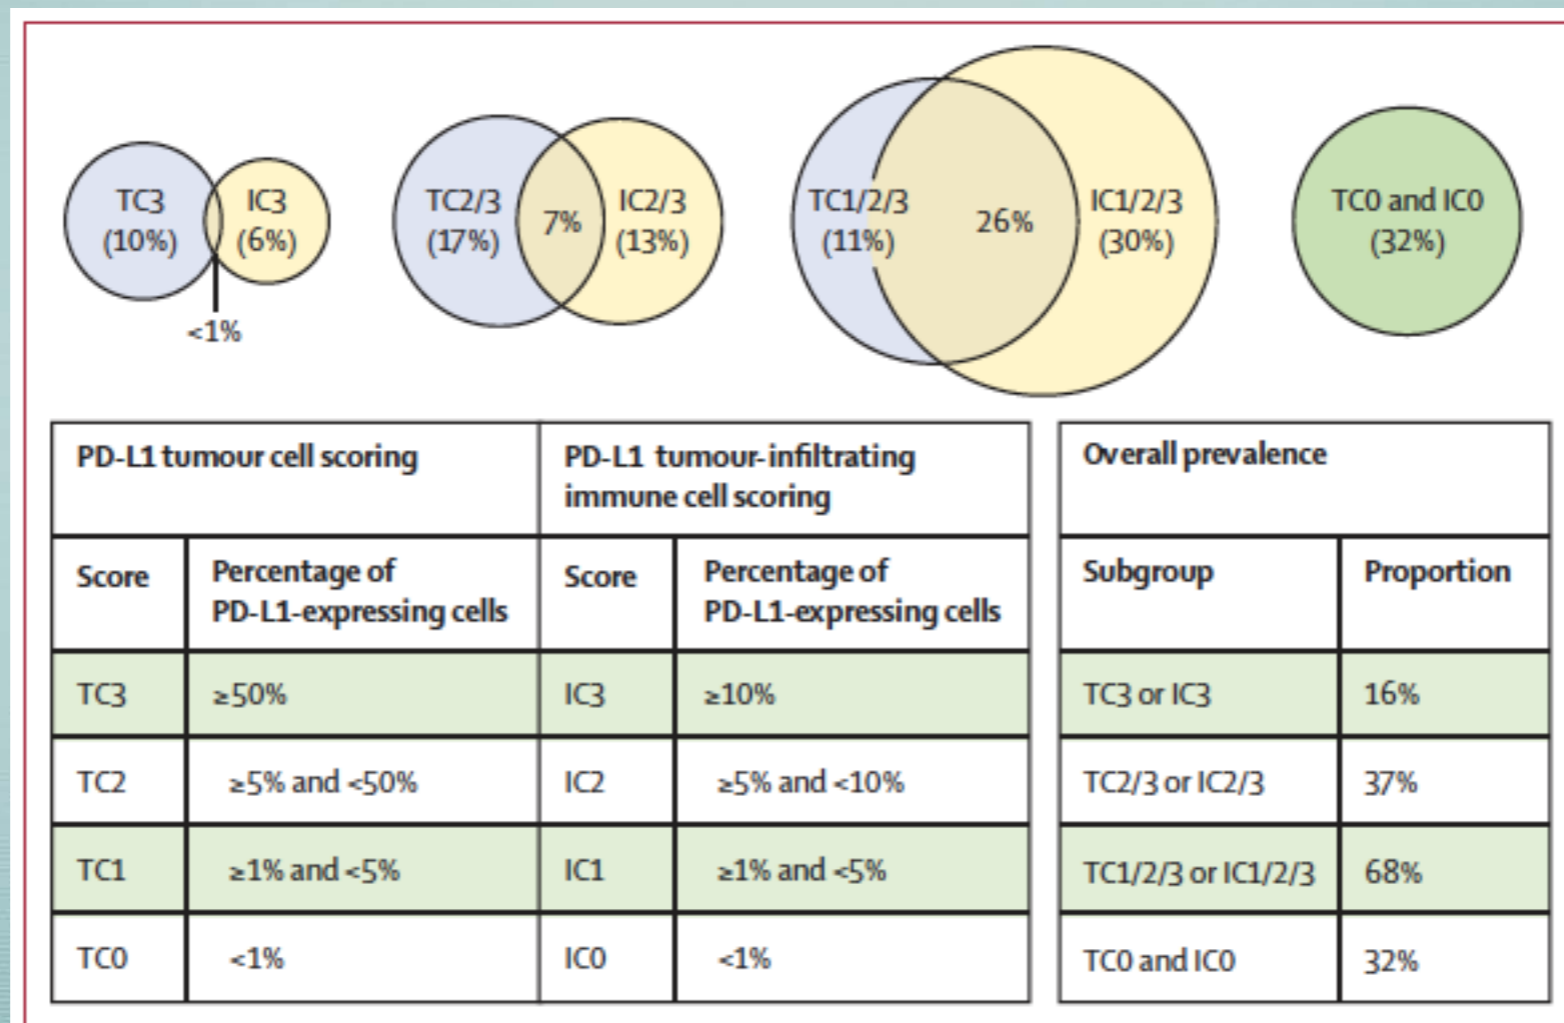 TC3
(10%)
IC3
(6%)
<1%
TC2/3
(17%)
7%
IC2/3
(13%)
TC1/2/3
(11%)
26%
IC1/2/3
(30%)
TC0 and IC0
(32%)
PD-L1 tumour cell scoring
PD-L1 tumour-infiltrating
immune cell scoring
Score
Percentage of
PD-L1-expressing cells
Score
Percentage of
PD-L1-expressing cells
TC3
≥50%
IC3
≥10%
TC2
≥5% and <50%
IC2
≥5% and <10%
TC1
≥1% and <5%
IC1
≥1% and <5%
TC0
<1%
IC0
<1%
Overall prevalence
Subgroup
Proportion
TC3 or IC3
16%
TC2/3 or IC2/3
37%
TC1/2/3 or IC1/2/3
68%
TC0 and IC0
32%